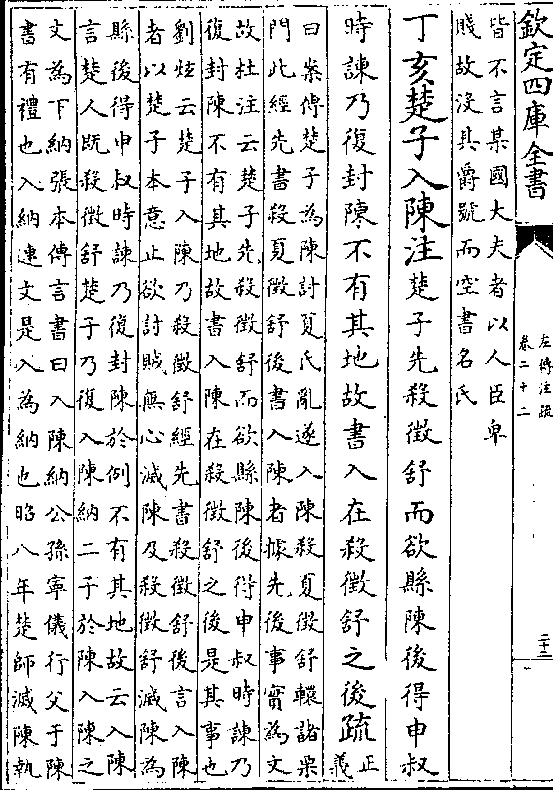 欽定四庫全書
左傳注疏
卷二十二
二十三
皆不言某國大夫者以人臣卑
賤故沒其爵號而空書名氏
丁亥楚子入陳注楚子先殺徵舒而欲縣陳後得申叔
時諫乃復封陳不有其地故書入在殺徵舒之後疏正義
曰案傳楚子為陳討夏氏亂遂入陳殺夏徵舒轘諸栗
門此經先書殺夏徵舒後書入陳者據先後事實為文
故杜注云楚子先殺徵舒而欲縣陳後得申叔時諫乃
復封陳不有其地故書入陳在殺徵舒之後是其事也
劉炫云楚子入陳乃殺徵舒經先書殺徵舒後言入陳
者以楚子本意止欲討賊無心滅陳及殺徵舒滅陳為
縣後得申叔時諫乃復封陳於例不有其地故云入陳
言楚人既殺徵舒楚子乃復入陳納二子於陳入陳之
文為下納張本傳言書曰入陳納公孫寧儀行父于陳
書有禮也入納連文是入為納也昭八年楚師滅陳執